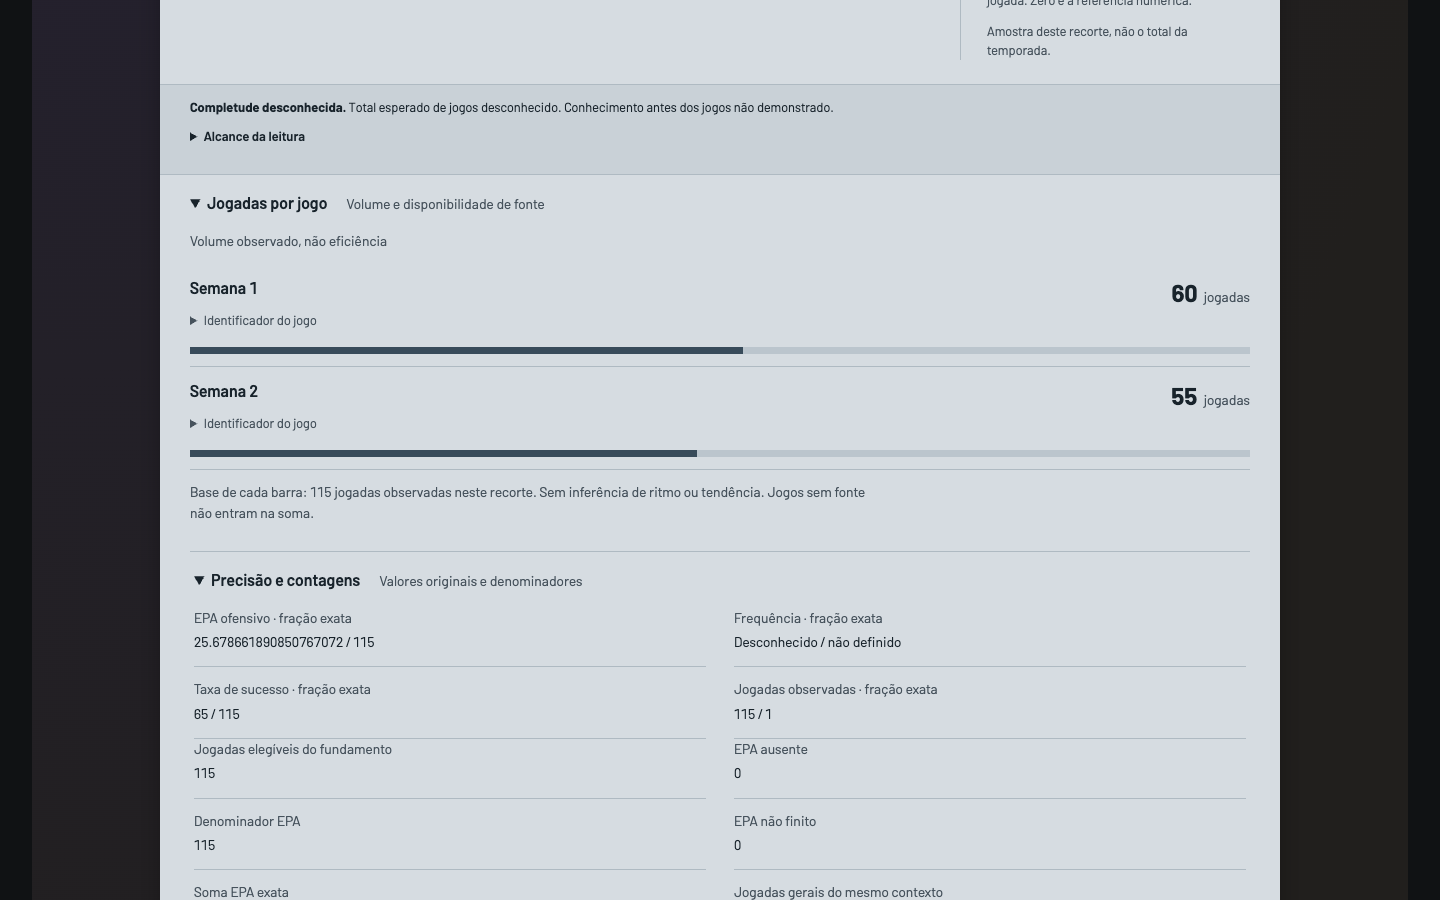 jogada. Zero é a referência numérica.
Amostra deste recorte, não o total da
temporada.
Completude desconhecida. Total esperado de jogos desconhecido. Conhecimento antes dos jogos não demonstrado.
Alcance da leitura
Jogadas por jogo Volume e disponibilidade de fonte
Volume observado, não eficiência
Semana 1
60 jogadas
Identificador do jogo
Semana 2
55 jogadas
Identificador do jogo
Base de cada barra: 115 jogadas observadas neste recorte. Sem inferência de ritmo ou tendência. Jogos sem fonte
não entram na soma.
Precisão e contagens Valores originais e denominadores
EPA ofensivo · fração exata
25.678661890850767072 / 115
Frequência · fração exata
Desconhecido / não definido
Taxa de sucesso · fração exata
65 / 115
Jogadas observadas · fração exata
115 / 1
Jogadas elegíveis do fundamento
115
EPA ausente
0
Denominador EPA
115
EPA não finito
0
Soma EPA exata
Jogadas gerais do mesmo contexto